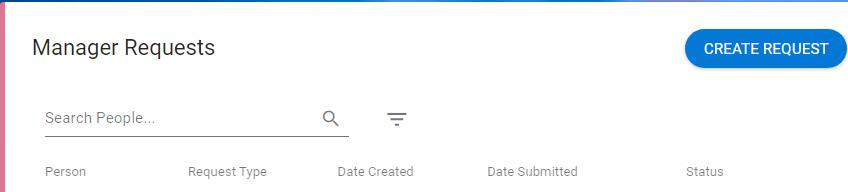 Manager Requests
CREATE REQUEST
Search People...
Person Request Type Date Created Date Submitted Status